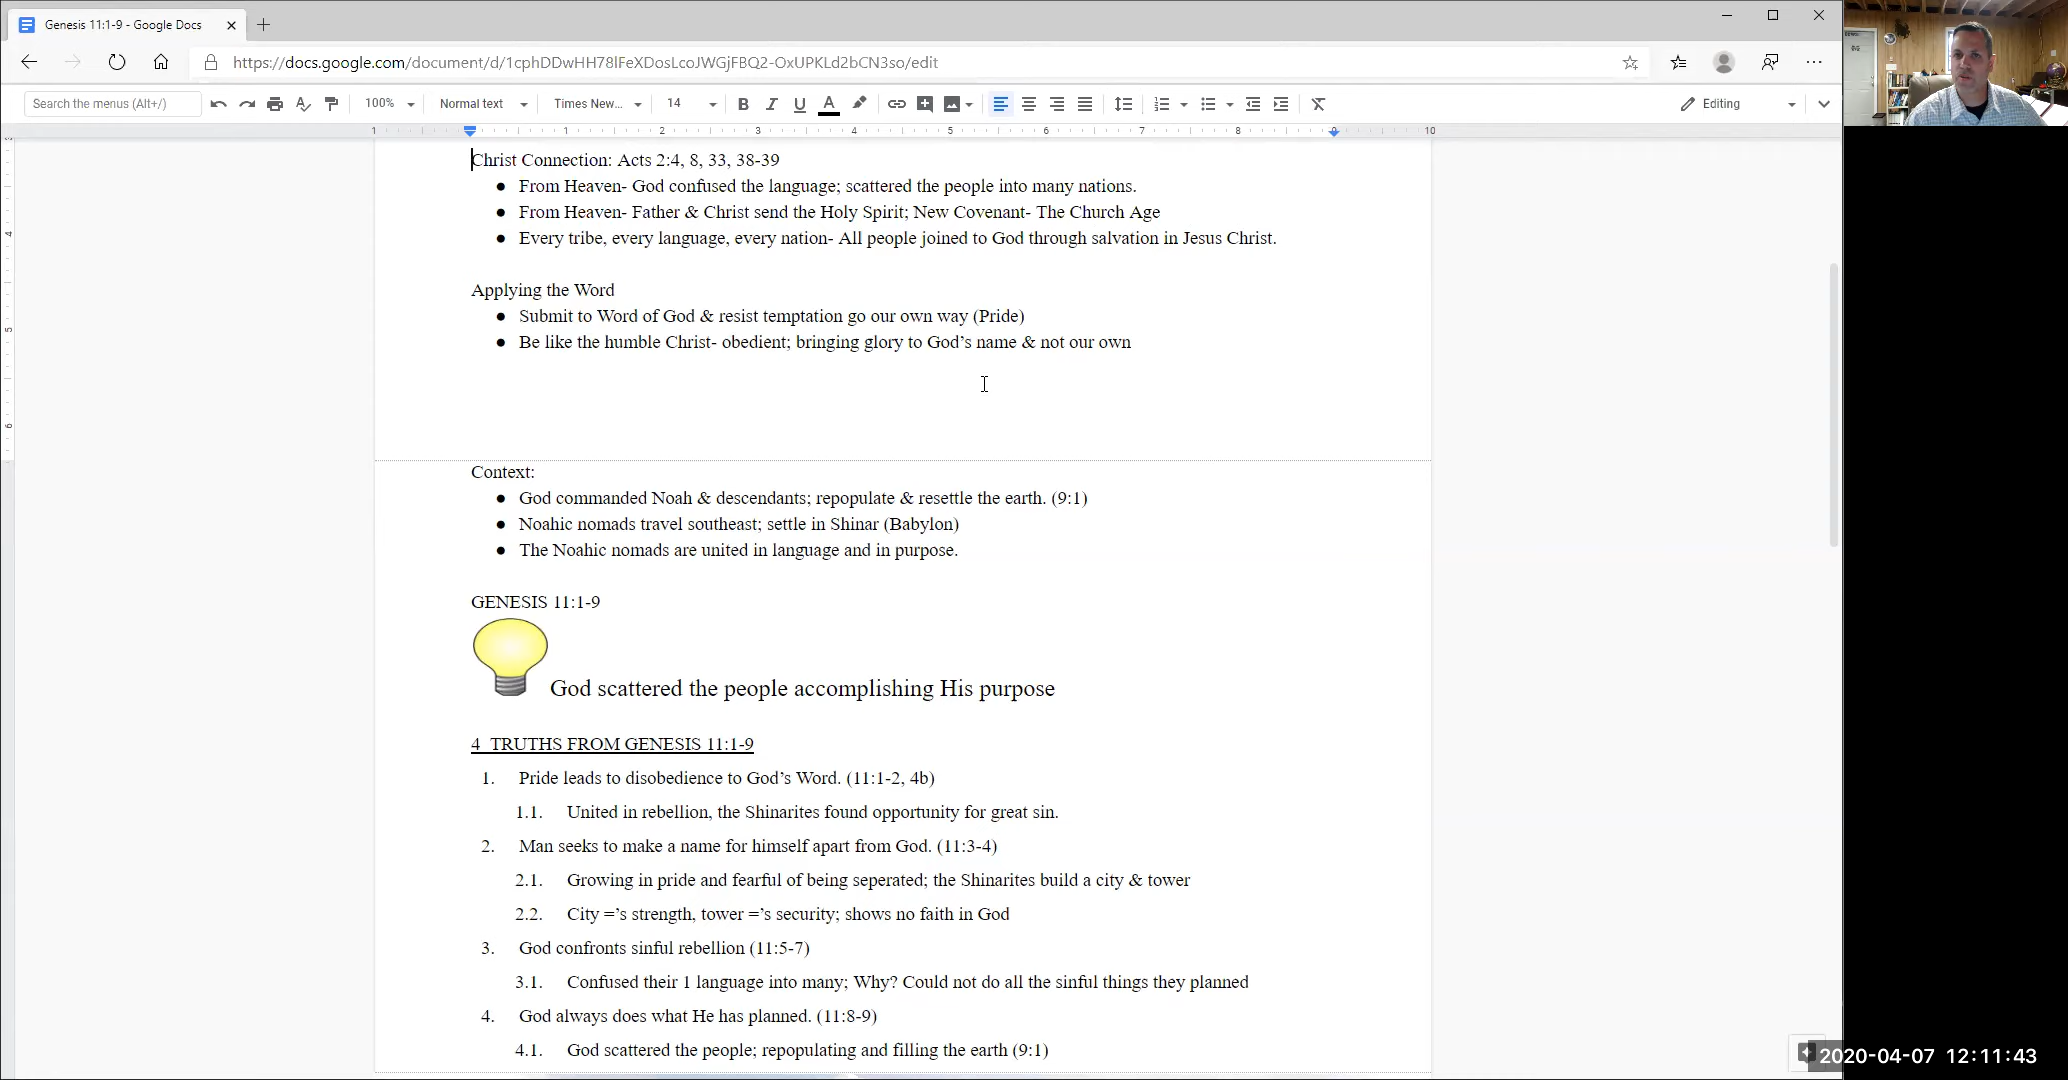 Genesis 11:1-9 - Google Docs
https://docs.google.com/document/d/1cphDDwHH78lFeXDosLcoJWGjFBQ2-OxUPKLd2bCN3so/edit
Search the menus (Alt+/)
100%
Normal text
Times New...
14
Editing
1 1 2 3 4 5 6 7 8 9 10
Christ Connection: Acts 2:4, 8, 33, 38-39
● From Heaven- God confused the language; scattered the people into many nations.
● From Heaven- Father & Christ send the Holy Spirit; New Covenant- The Church Age
● Every tribe, every language, every nation- All people joined to God through salvation in Jesus Christ.
Applying the Word
● Submit to Word of God & resist temptation go our own way (Pride)
● Be like the humble Christ- obedient; bringing glory to God’s name & not our own
Context:
● God commanded Noah & descendants; repopulate & resettle the earth. (9:1)
● Noahic nomads travel southeast; settle in Shinar (Babylon)
● The Noahic nomads are united in language and in purpose.
GENESIS 11:1-9
God scattered the people accomplishing His purpose
4 TRUTHS FROM GENESIS 11:1-9
1. Pride leads to disobedience to God’s Word. (11:1-2, 4b)
1.1. United in rebellion, the Shinarites found opportunity for great sin.
2. Man seeks to make a name for himself apart from God. (11:3-4)
2.1. Growing in pride and fearful of being seperated; the Shinarites build a city & tower
2.2. City =’s strength, tower =’s security; shows no faith in God
3. God confronts sinful rebellion (11:5-7)
3.1. Confused their 1 language into many; Why? Could not do all the sinful things they planned
4. God always does what He has planned. (11:8-9)
4.1. God scattered the people; repopulating and filling the earth (9:1)
2020-04-07 12:11:43